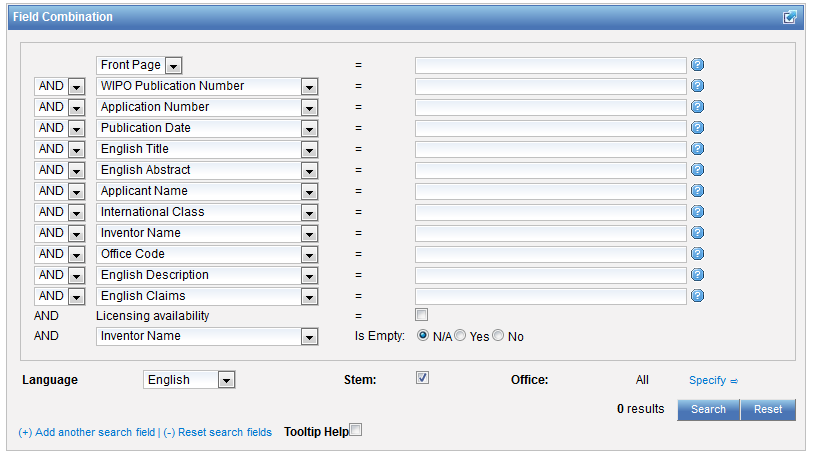 Field Combination
Front Page =
AND WIPO Publication Number =
AND Application Number =
AND Publication Date =
AND English Title =
AND English Abstract =
AND Applicant Name =
AND International Class =
AND Inventor Name =
AND Office Code =
AND English Description =
AND English Claims =
AND Licensing availability =
AND Inventor Name Is Empty: N/A Yes No
Language English Stem: Office: All Specify ⇨
0 results Search Reset
(+) Add another search field | (-) Reset search fields Tooltip Help